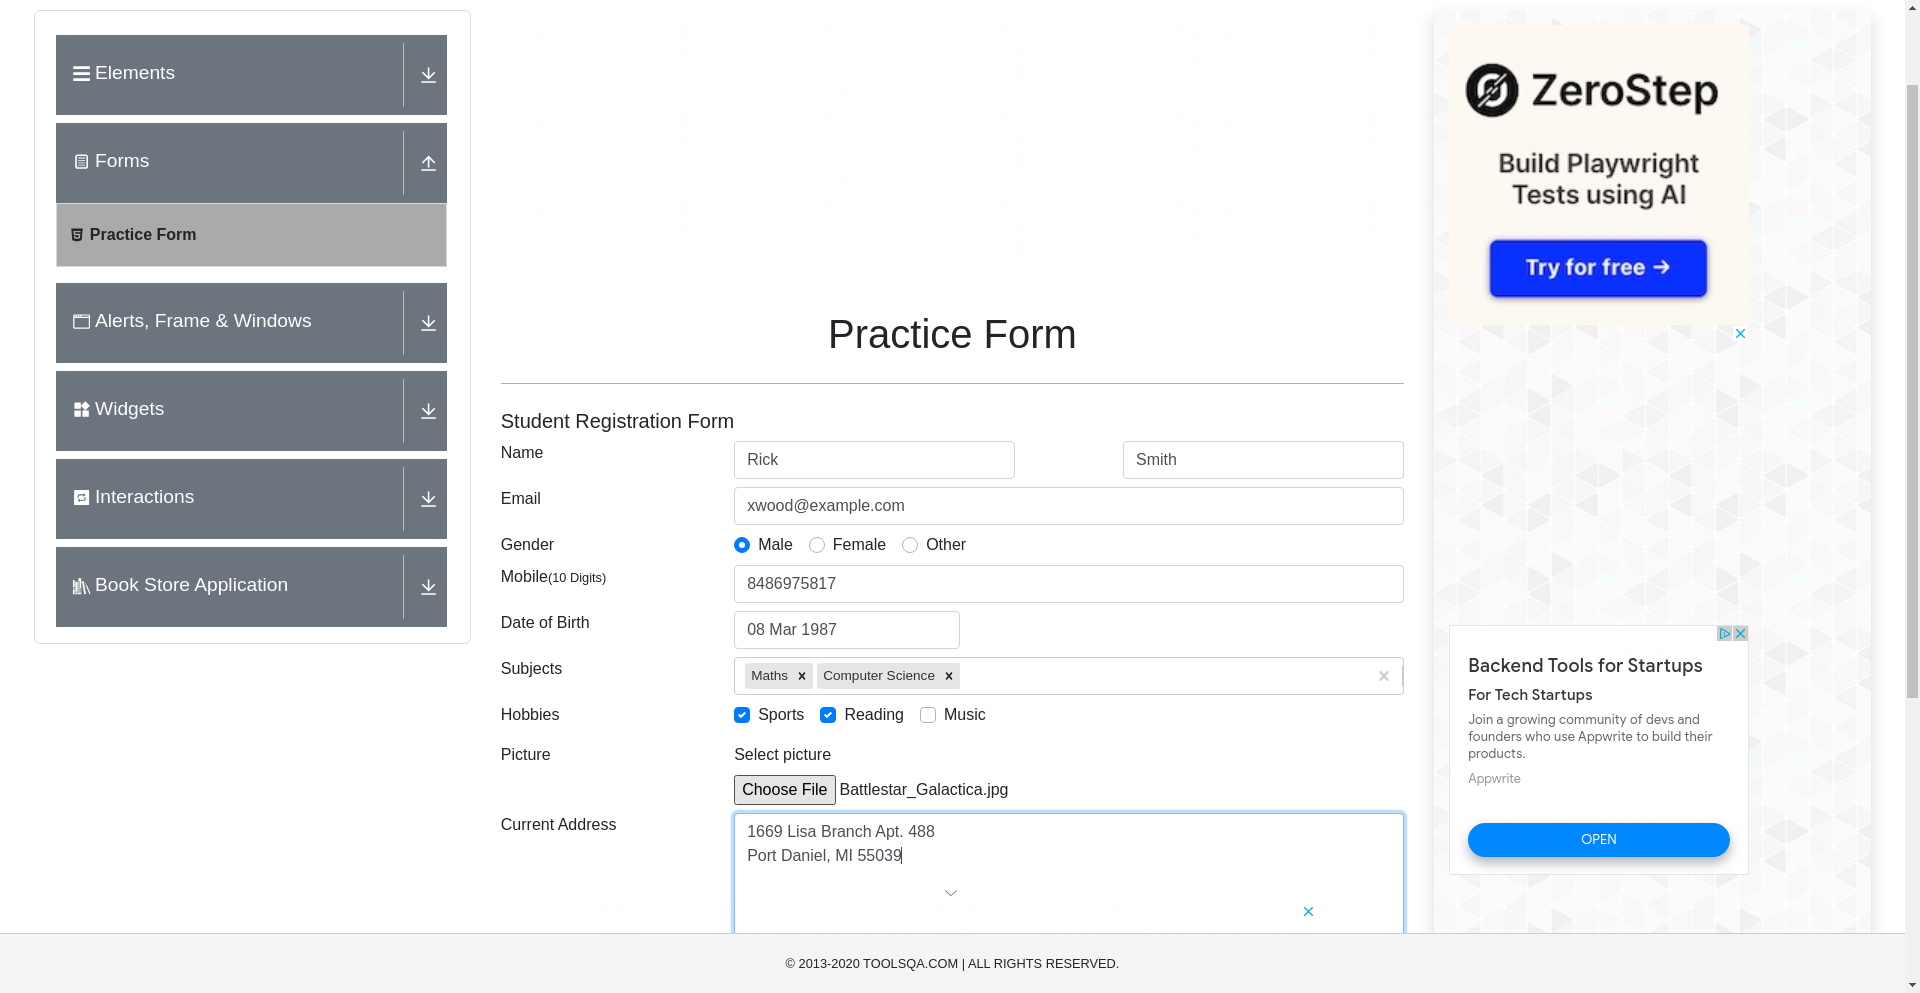 Elements
Forms
Practice Form
Alerts, Frame & Windows
Widgets
Interactions
Book Store Application
Practice Form
Student Registration Form
Name
Rick
Smith
Email
xwood@example.com
Gender
Male
Female
Other
Mobile(10 Digits)
8486975817
Date of Birth
08 Mar 1987
Subjects
Maths
Computer Science
Hobbies
Sports
Reading
Music
Picture
Select picture
Choose File Battlestar_Galactica.jpg
Current Address
1669 Lisa Branch Apt. 488
Port Daniel, MI 55039
ZeroStep
Build Playwright
Tests using AI
Try for free →
Backend Tools for Startups
For Tech Startups
Join a growing community of devs and
founders who use Appwrite to build their
products.
Appwrite
OPEN
© 2013-2020 TOOLSQA.COM | ALL RIGHTS RESERVED.